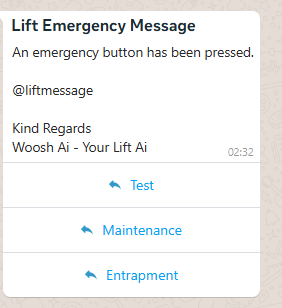 Lift Emergency Message
An emergency button has been pressed.
@liftmessage
Kind Regards
Woosh Ai - Your Lift Ai
02:32
Test
Maintenance
Entrapment